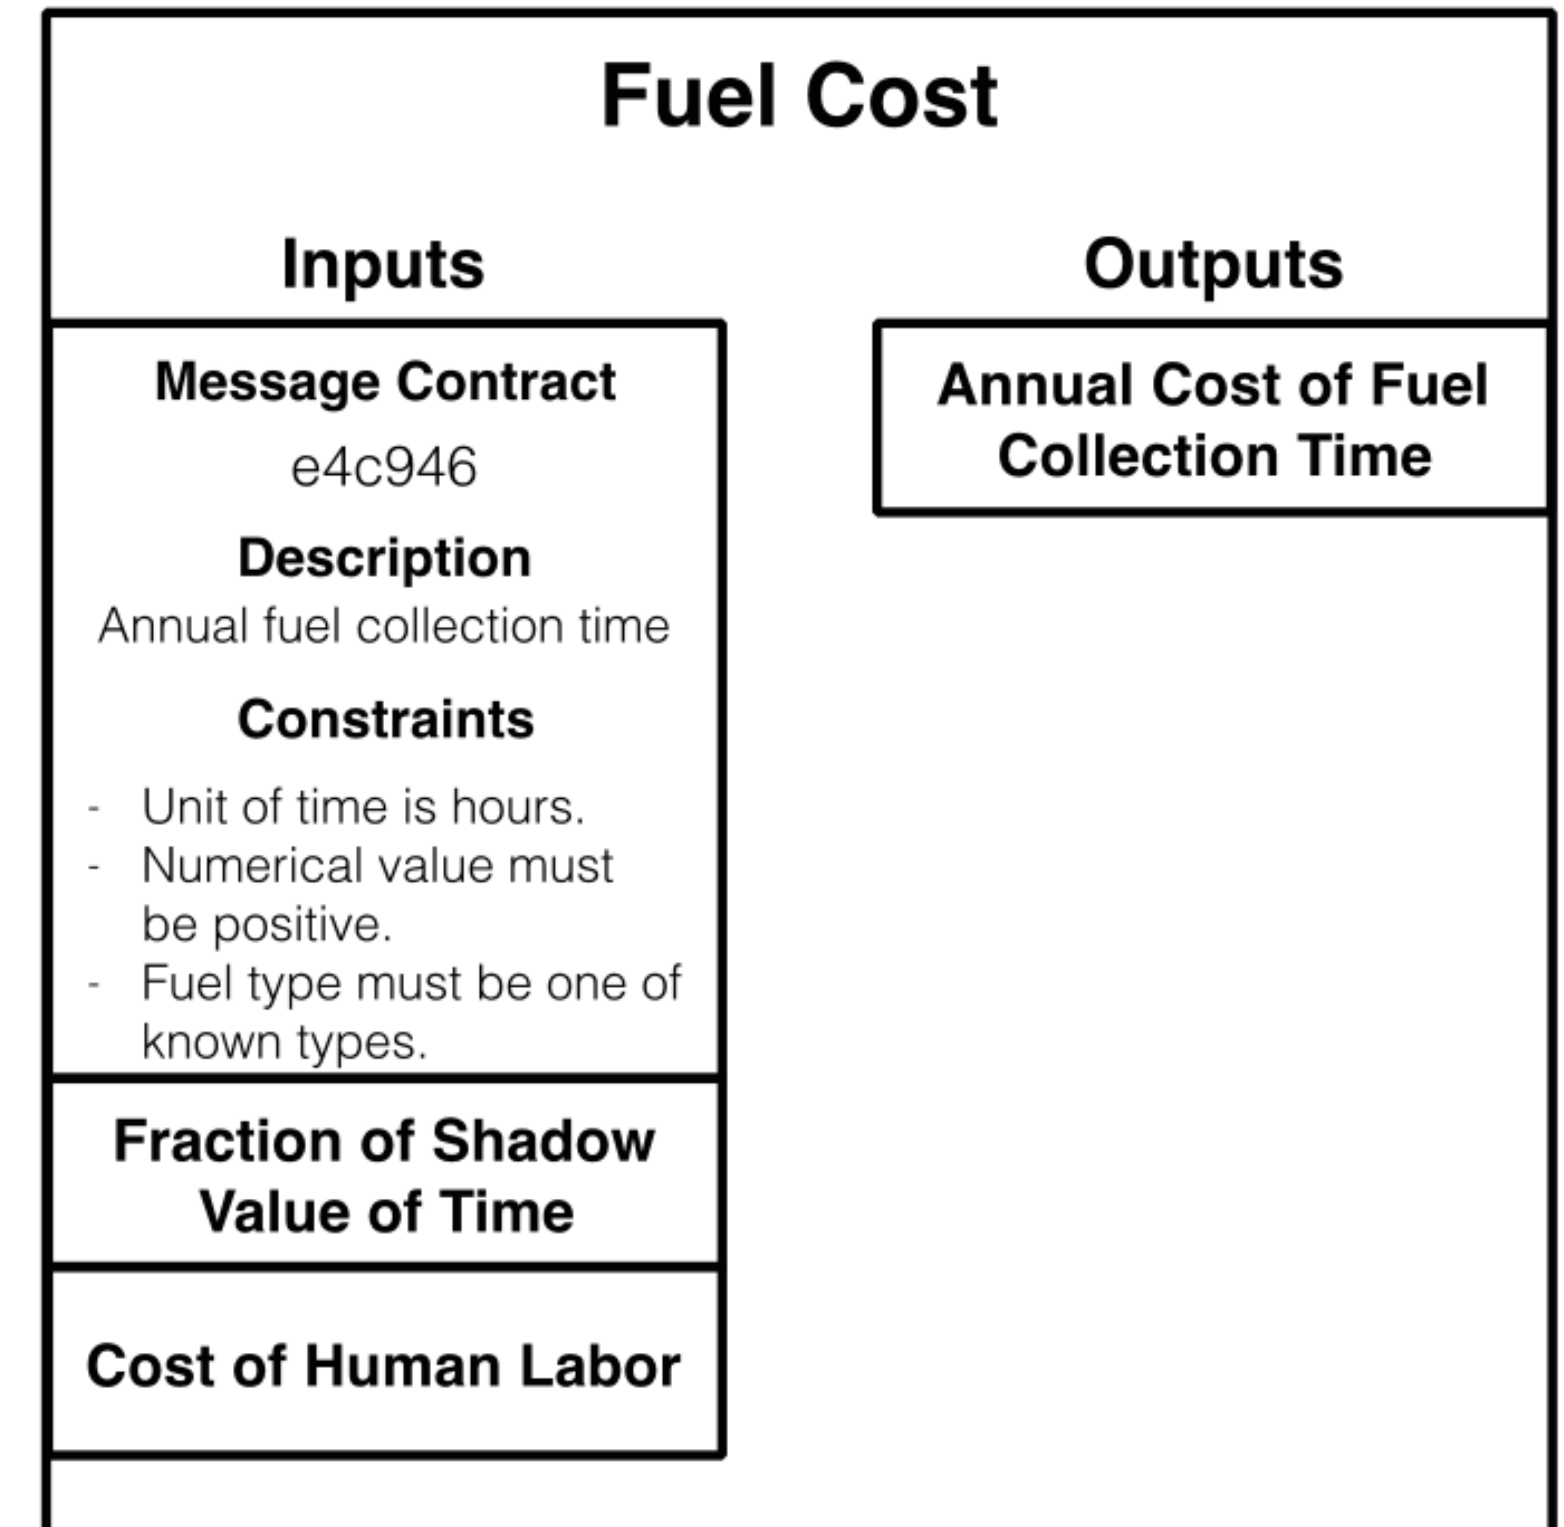 Fuel Cost
Inputs
Message Contract
e4c946
Description
Annual fuel collection time
Constraints
- Unit of time is hours.
- Numerical value must
be positive.
- Fuel type must be one of
known types.
Fraction of Shadow
Value of Time
Cost of Human Labor
Outputs
Annual Cost of Fuel
Collection Time